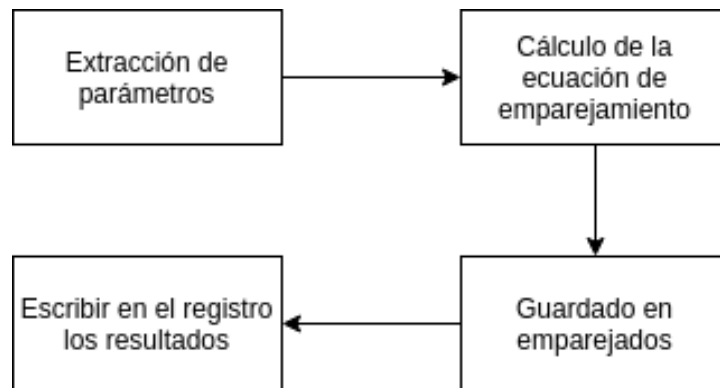 Extracción de
parámetros
Cálculo de la
ecuación de
emparejamiento
Guardado en
emparejados
Escribir en el registro
los resultados